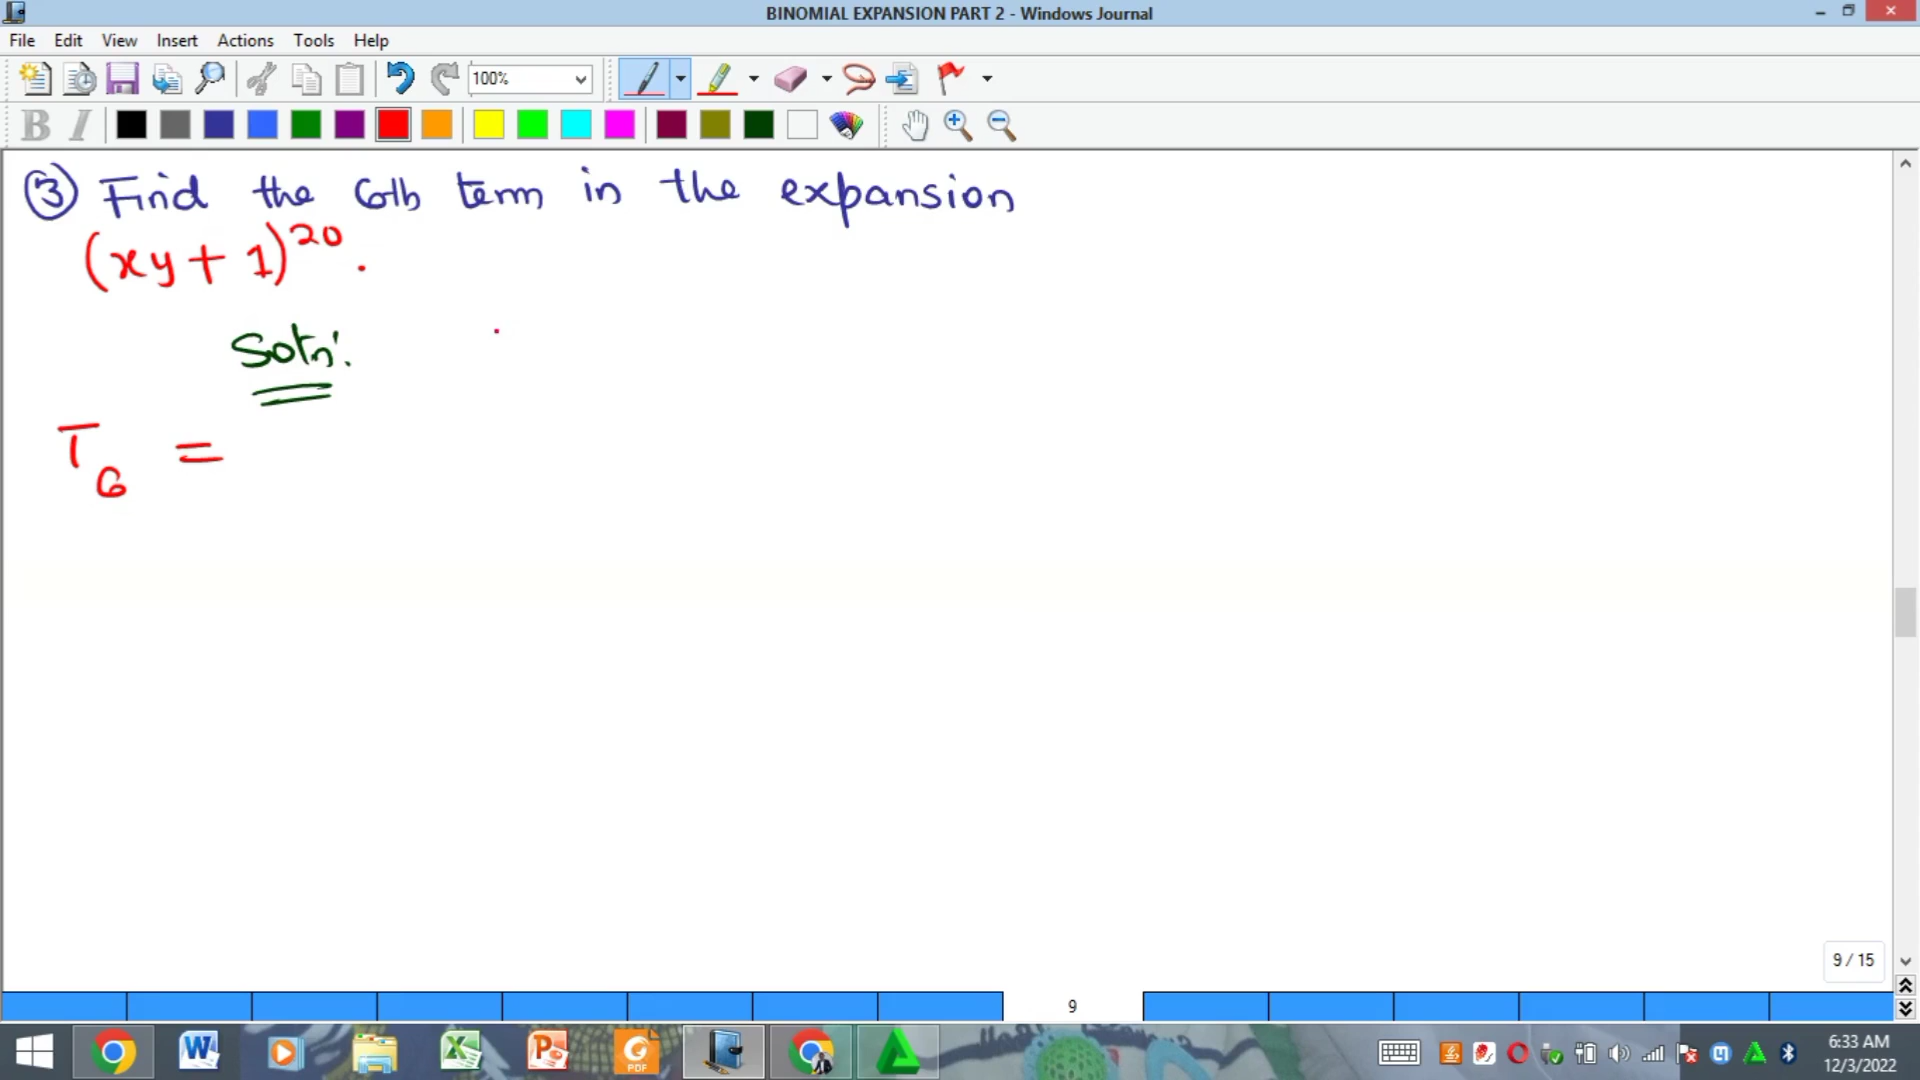 BINOMIAL EXPANSION PART 2 - Windows Journal
File Edit View Insert Actions Tools Help
100%
B I
③ Find the 6th term in the expansion
(xy + 1)²⁰.
Soln:
T₆ =
9 / 15
9
6:33 AM
12/3/2022